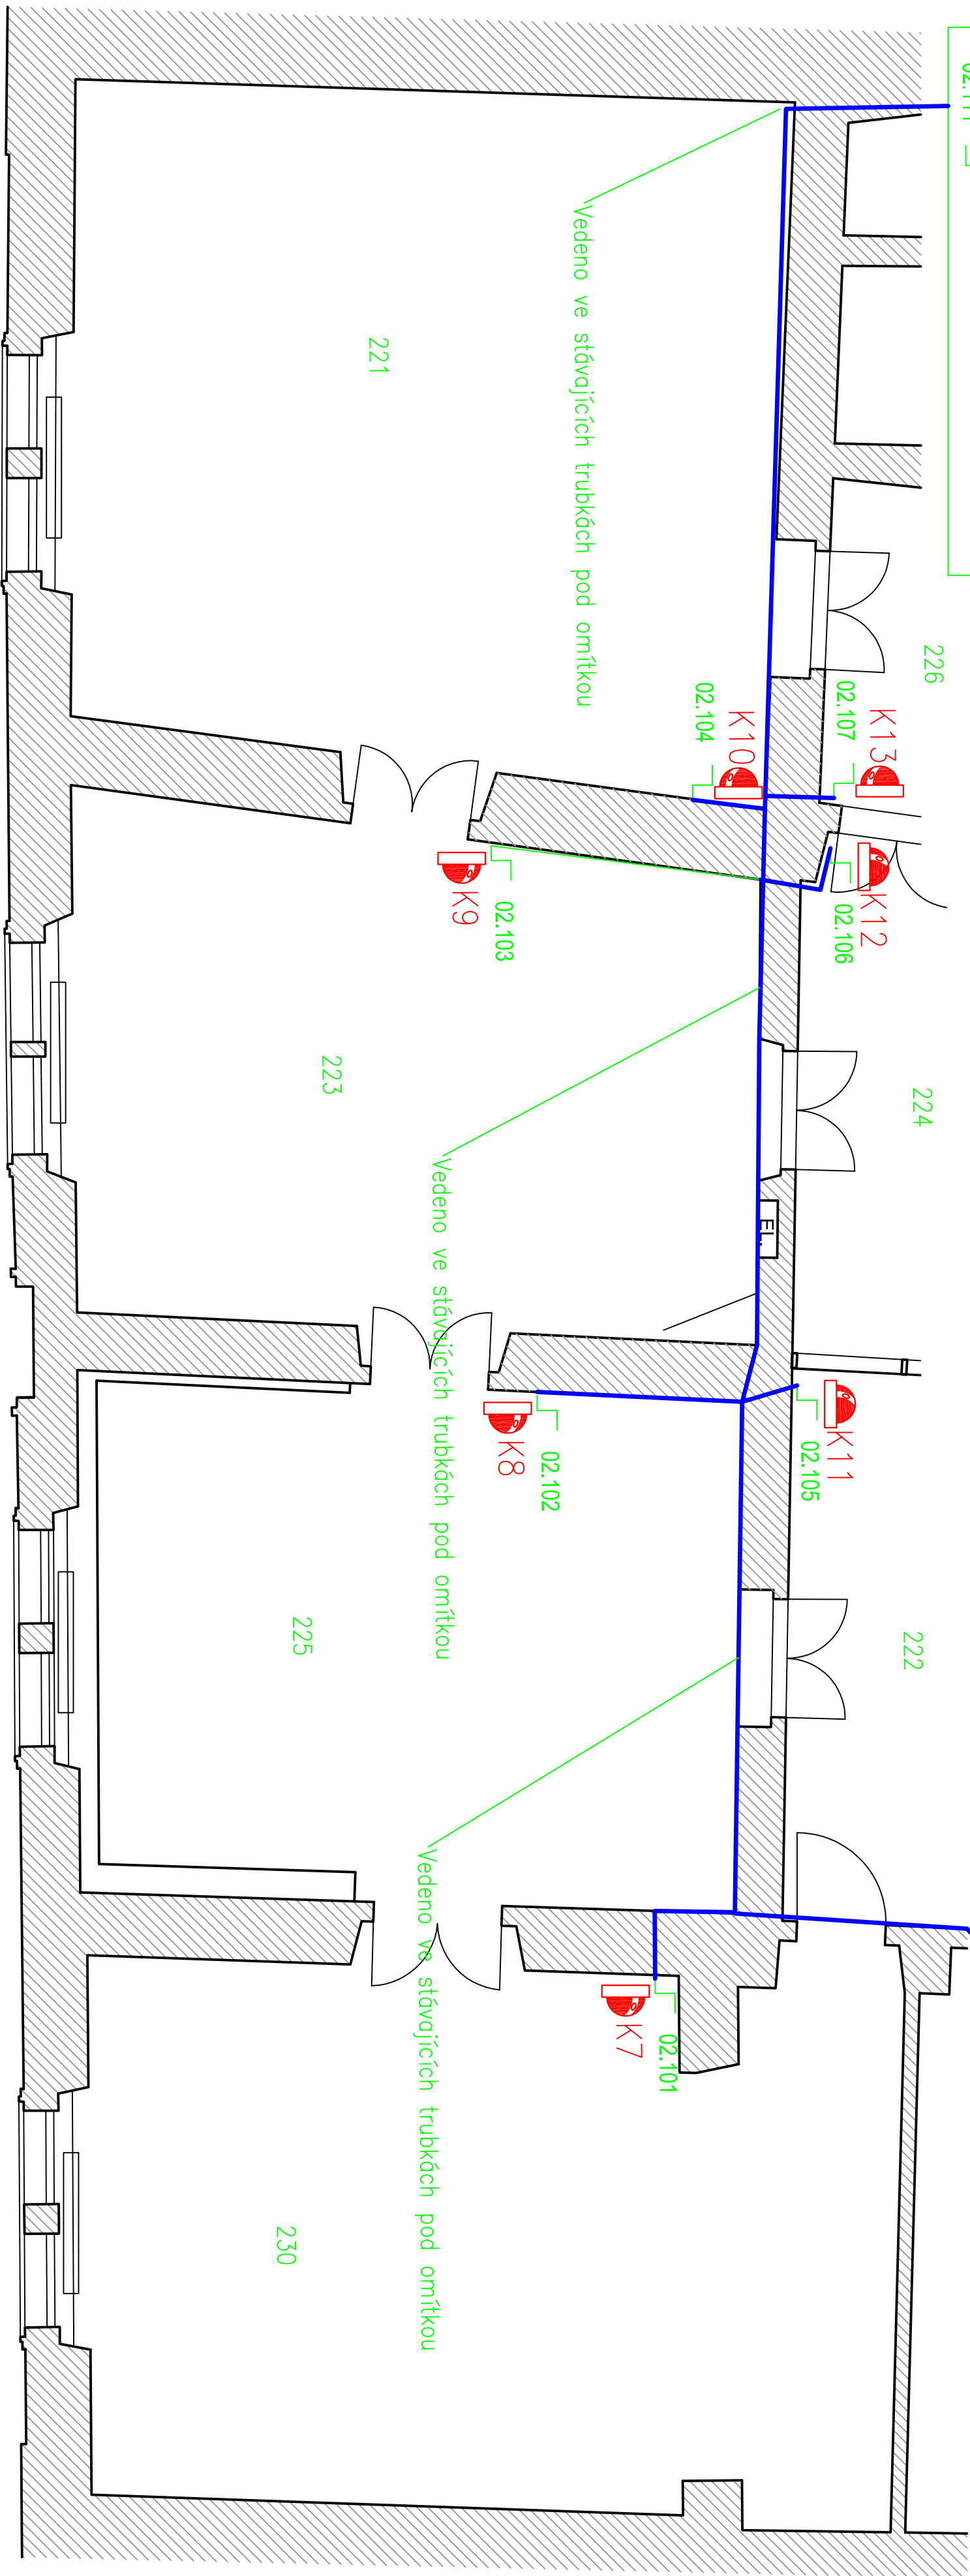 221
Vedeno ve stávajících trubkách pod omítkou
226
K13
02.107
K10
02.104
K12
02.106
K9
02.103
223
224
Vedeno ve stávajících trubkách pod omítkou
EL.
K11
02.105
K8
02.102
225
222
Vedeno ve stávajících trubkách pod omítkou
K7
02.101
230